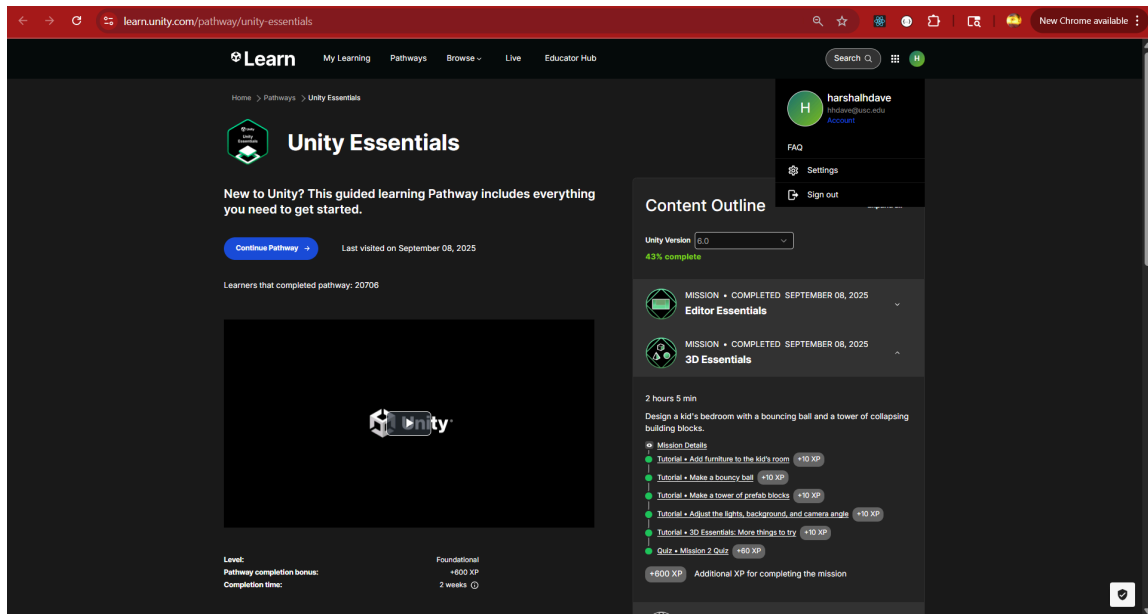 learn.unity.com/pathway/unity-essentials
New Chrome available
Learn
My Learning
Pathways
Browse
Live
Educator Hub
Search
H
H
harshalhdave
hhdave@usc.edu
Account
FAQ
Settings
Sign out
Home > Pathways > Unity Essentials
Unity Essentials
New to Unity? This guided learning Pathway includes everything
you need to get started.
Continue Pathway →
Last visited on September 08, 2025
Learners that completed pathway: 20706
Unity
Level:
Foundational
Pathway completion bonus:
+600 XP
Completion time:
2 weeks
Content Outline
Unity Version
6.0
43% complete
MISSION • COMPLETED SEPTEMBER 08, 2025
Editor Essentials
MISSION • COMPLETED SEPTEMBER 08, 2025
3D Essentials
2 hours 5 min
Design a kid's bedroom with a bouncing ball and a tower of collapsing
building blocks.
Mission Details
Tutorial • Add furniture to the kid's room +10 XP
Tutorial • Make a bouncy ball +10 XP
Tutorial • Make a tower of prefab blocks +10 XP
Tutorial • Adjust the lights, background, and camera angle +10 XP
Tutorial • 3D Essentials: More things to try +10 XP
Quiz • Mission 2 Quiz +60 XP
+600 XP Additional XP for completing the mission